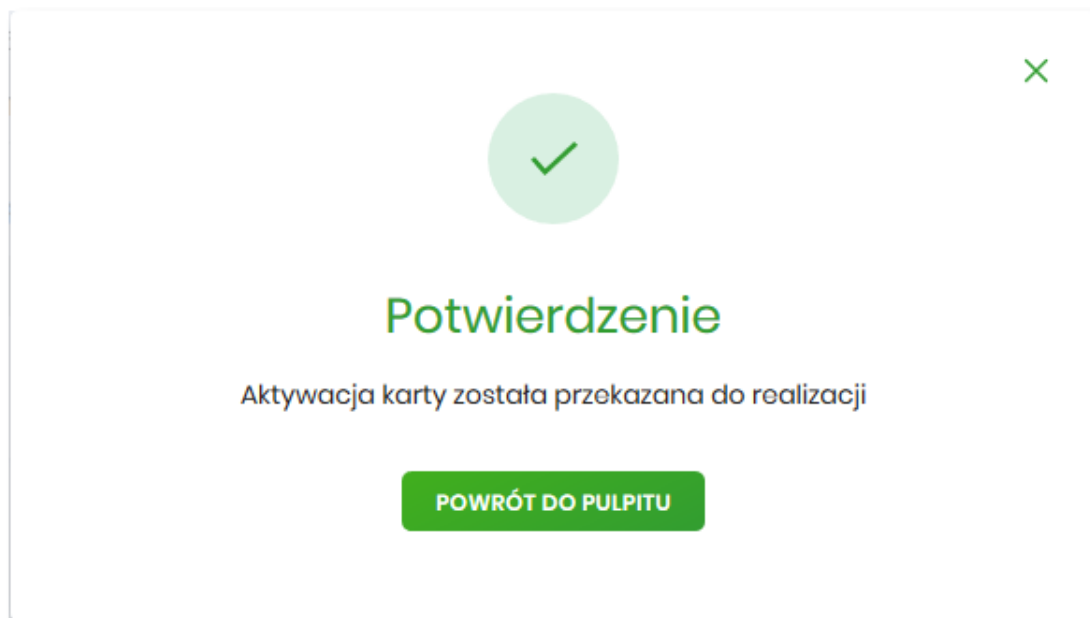 Potwierdzenie
Aktywacja karty została przekazana do realizacji
POWRÓT DO PULPITU